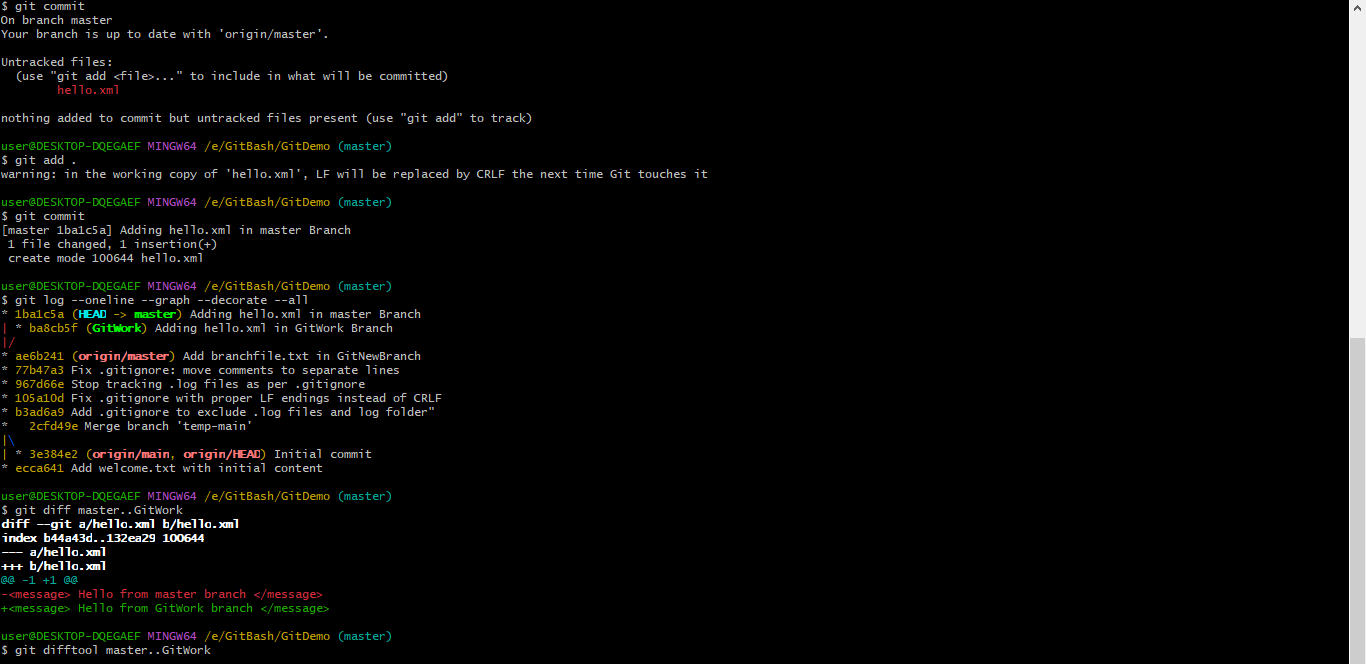 $ git commit
On branch master
Your branch is up to date with 'origin/master'.
Untracked files:
  (use "git add <file>..." to include in what will be committed)
        hello.xml
nothing added to commit but untracked files present (use "git add" to track)
user@DESKTOP-DQEGAEF MINGW64 /e/GitBash/GitDemo (master)
$ git add .
warning: in the working copy of 'hello.xml', LF will be replaced by CRLF the next time Git touches it
user@DESKTOP-DQEGAEF MINGW64 /e/GitBash/GitDemo (master)
$ git commit
[master 1ba1c5a] Adding hello.xml in master Branch
 1 file changed, 1 insertion(+)
 create mode 100644 hello.xml
user@DESKTOP-DQEGAEF MINGW64 /e/GitBash/GitDemo (master)
$ git log --oneline --graph --decorate --all
* 1ba1c5a (HEAD -> master) Adding hello.xml in master Branch
| * ba8cb5f (GitWork) Adding hello.xml in GitWork Branch
|/
* ae6b241 (origin/master) Add branchfile.txt in GitNewBranch
* 77b47a3 Fix .gitignore: move comments to separate lines
* 967d66e Stop tracking .log files as per .gitignore
* 105a10d Fix .gitignore with proper LF endings instead of CRLF
* b3ad6a9 Add .gitignore to exclude .log files and log folder"
*   2cfd49e Merge branch 'temp-main'
|\
| * 3e384e2 (origin/main, origin/HEAD) Initial commit
* ecca641 Add welcome.txt with initial content
user@DESKTOP-DQEGAEF MINGW64 /e/GitBash/GitDemo (master)
$ git diff master..GitWork
diff --git a/hello.xml b/hello.xml
index b44a43d..132ea29 100644
--- a/hello.xml
+++ b/hello.xml
@@ -1 +1 @@
-<message> Hello from master branch </message>
+<message> Hello from GitWork branch </message>
user@DESKTOP-DQEGAEF MINGW64 /e/GitBash/GitDemo (master)
$ git difftool master..GitWork